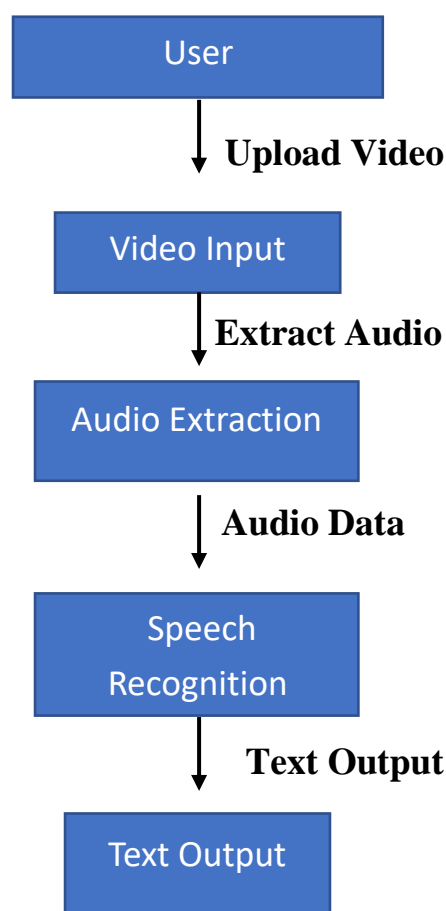 User
Upload Video
Video Input
Extract Audio
Audio Extraction
Audio Data
Speech
Recognition
Text Output
Text Output